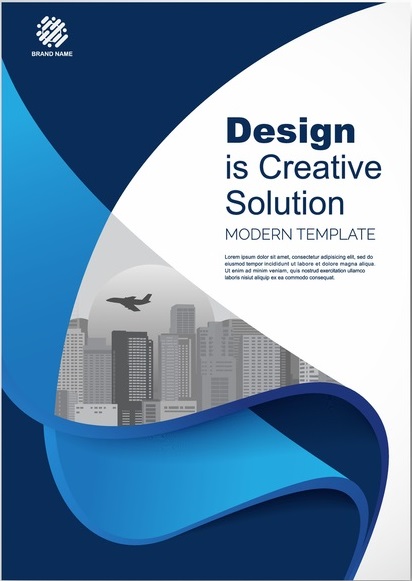 BRAND NAME
Design
is Creative
Solution
MODERN TEMPLATE
Lorem ipsum dolor sit amet, consectetur adipiscing elit, sed do
eiusmod tempor incididunt ut labore et dolore magna aliqua.
Ut enim ad minim veniam, quis nostrud exercitation ullamco
laboris nisi ut aliquip ex ea commodo consequat.